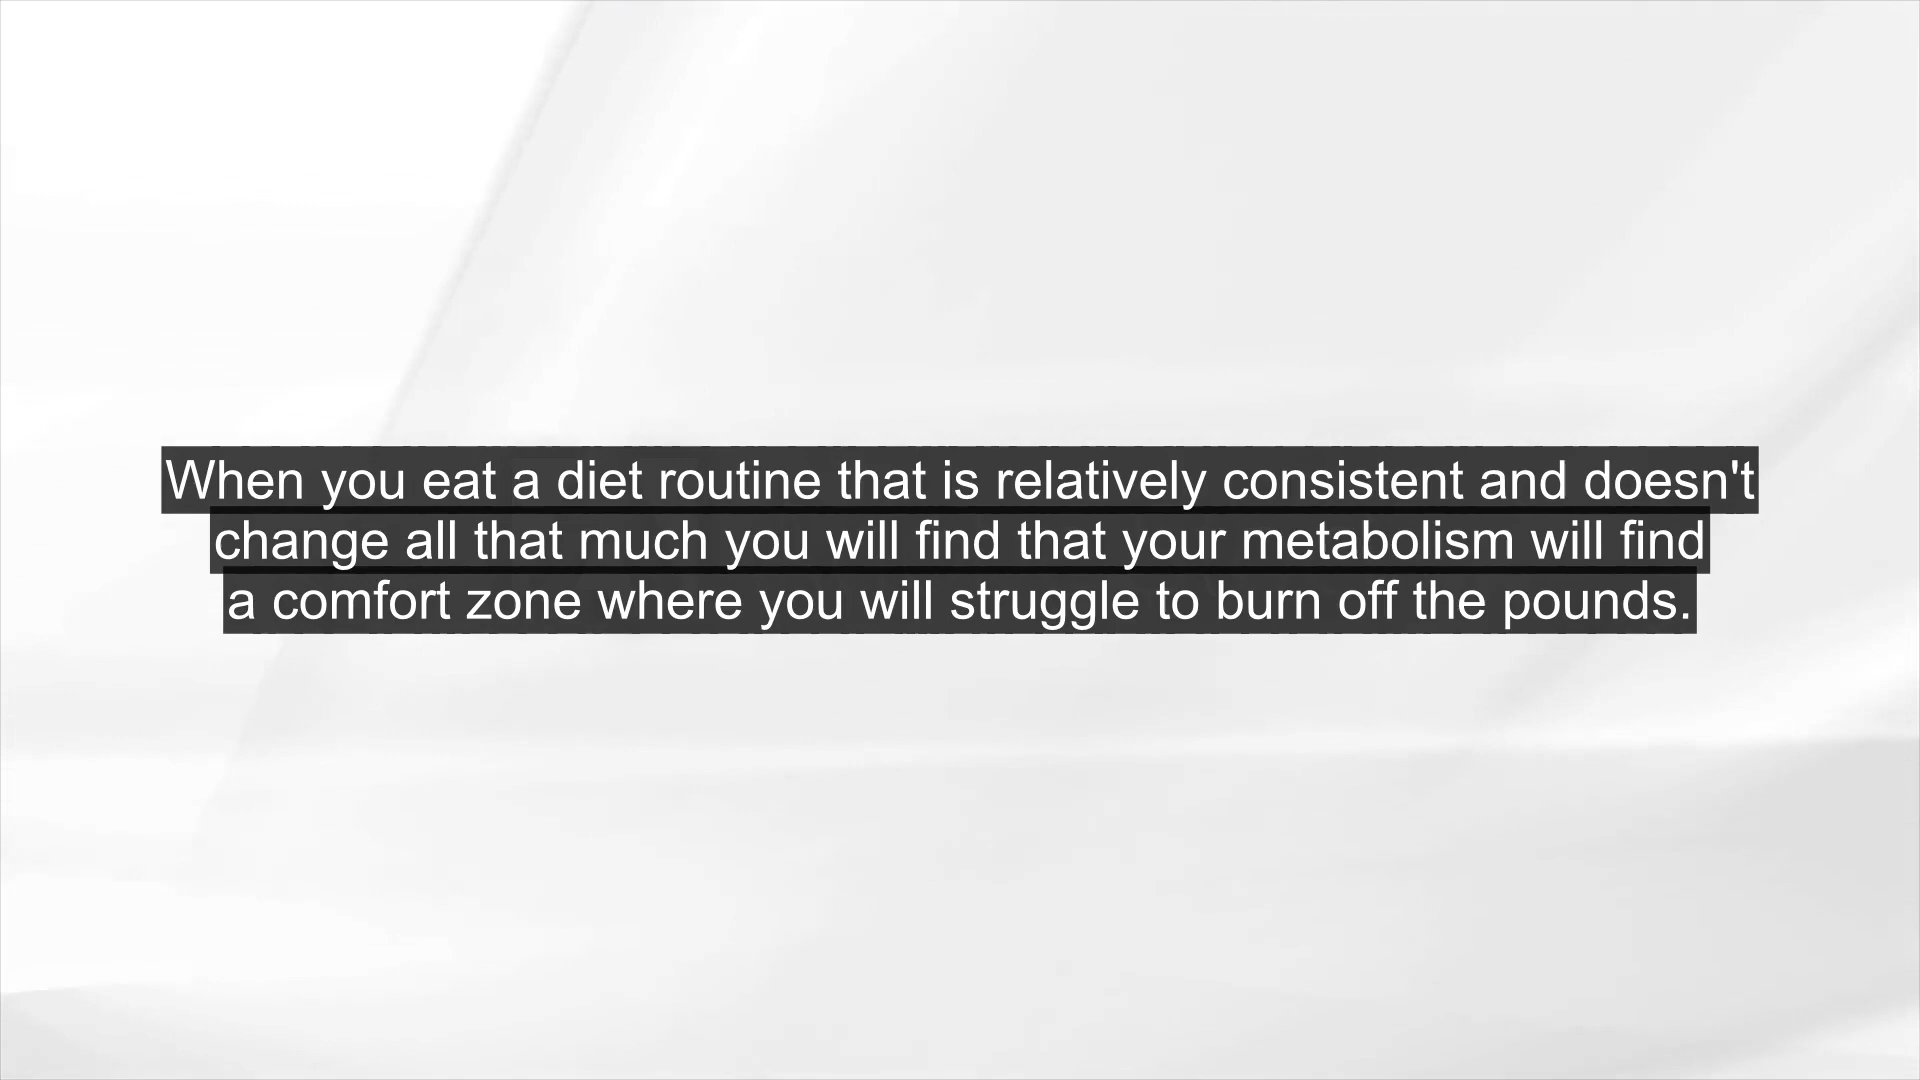 When you eat a diet routine that is relatively consistent and doesn't
change all that much you will find that your metabolism will find
a comfort zone where you will struggle to burn off the pounds.